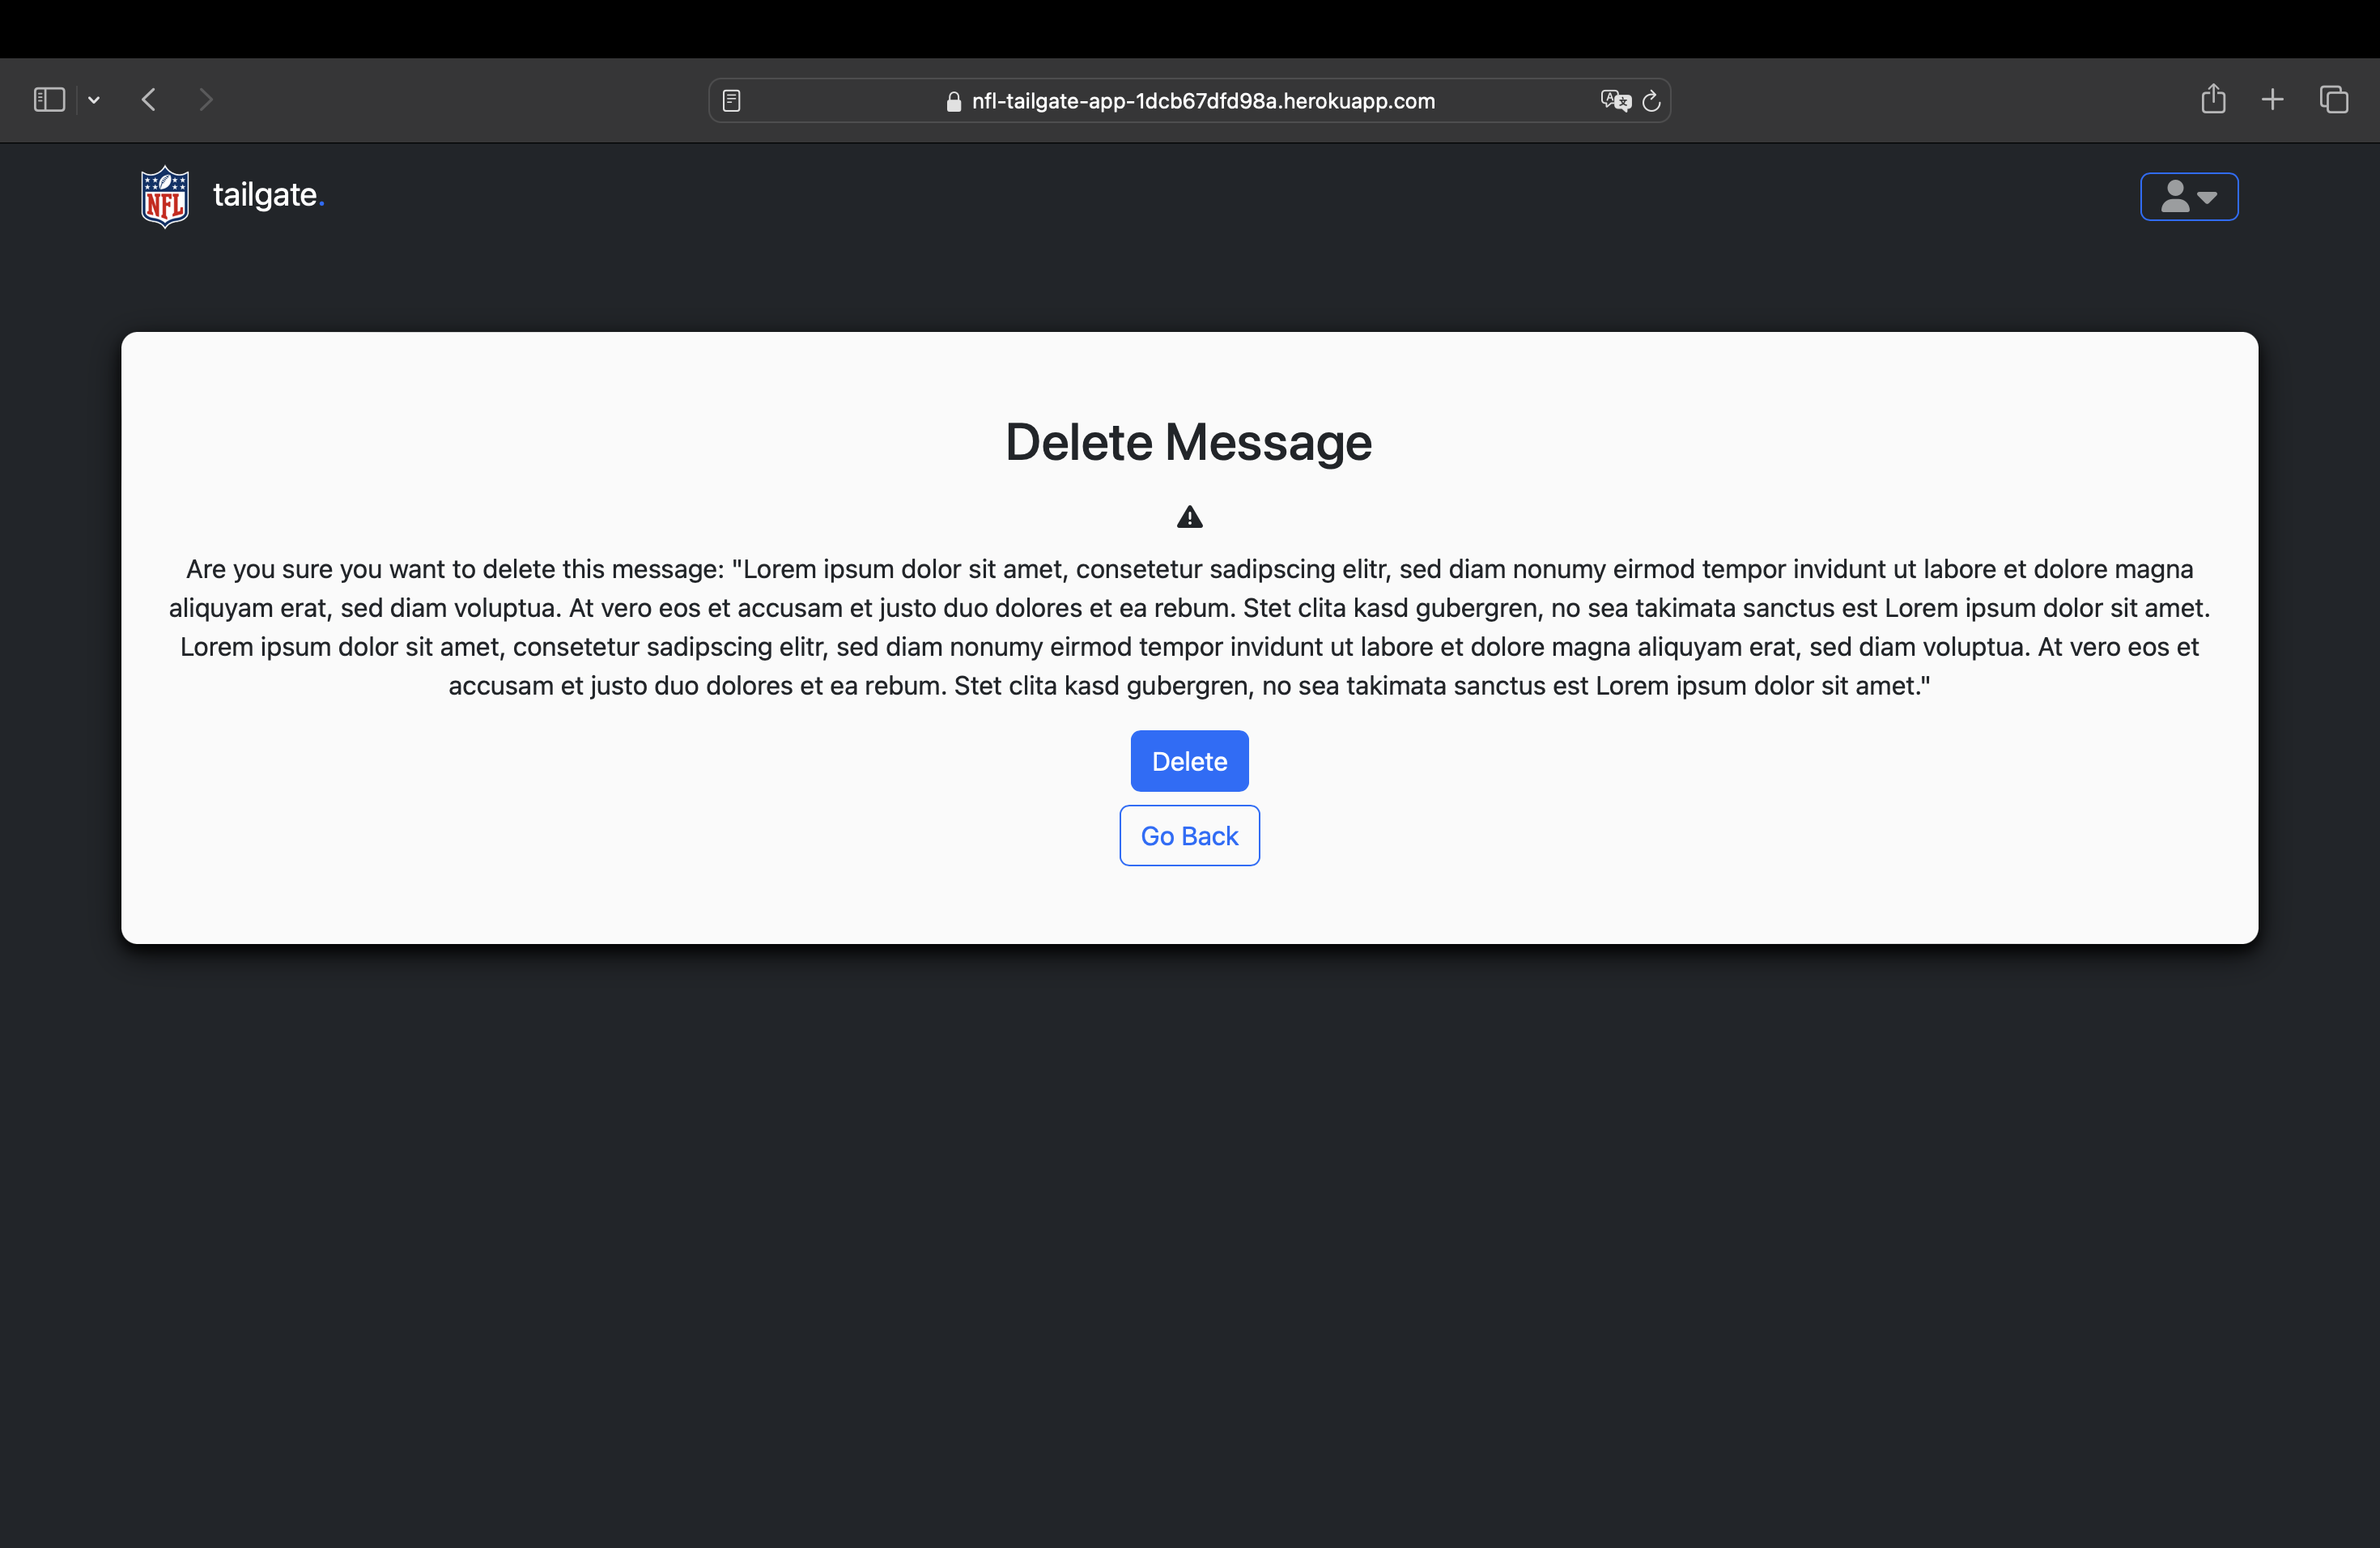 nfl-tailgate-app-1dcb67dfd98a.herokuapp.com
NFL
tailgate.
Delete Message
Are you sure you want to delete this message: "Lorem ipsum dolor sit amet, consetetur sadipscing elitr, sed diam nonumy eirmod tempor invidunt ut labore et dolore magna
aliquyam erat, sed diam voluptua. At vero eos et accusam et justo duo dolores et ea rebum. Stet clita kasd gubergren, no sea takimata sanctus est Lorem ipsum dolor sit amet.
Lorem ipsum dolor sit amet, consetetur sadipscing elitr, sed diam nonumy eirmod tempor invidunt ut labore et dolore magna aliquyam erat, sed diam voluptua. At vero eos et
accusam et justo duo dolores et ea rebum. Stet clita kasd gubergren, no sea takimata sanctus est Lorem ipsum dolor sit amet."
Delete
Go Back